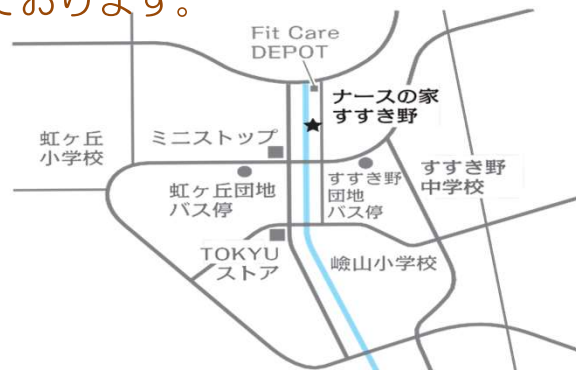 ております。
Fit Care
DEPOT
ナースの家
すすき野
虹ヶ丘
小学校
ミニストップ
虹ヶ丘団地
バス停
すすき野
団地
バス停
すすき野
中学校
TOKYU
ストア
嶮山小学校